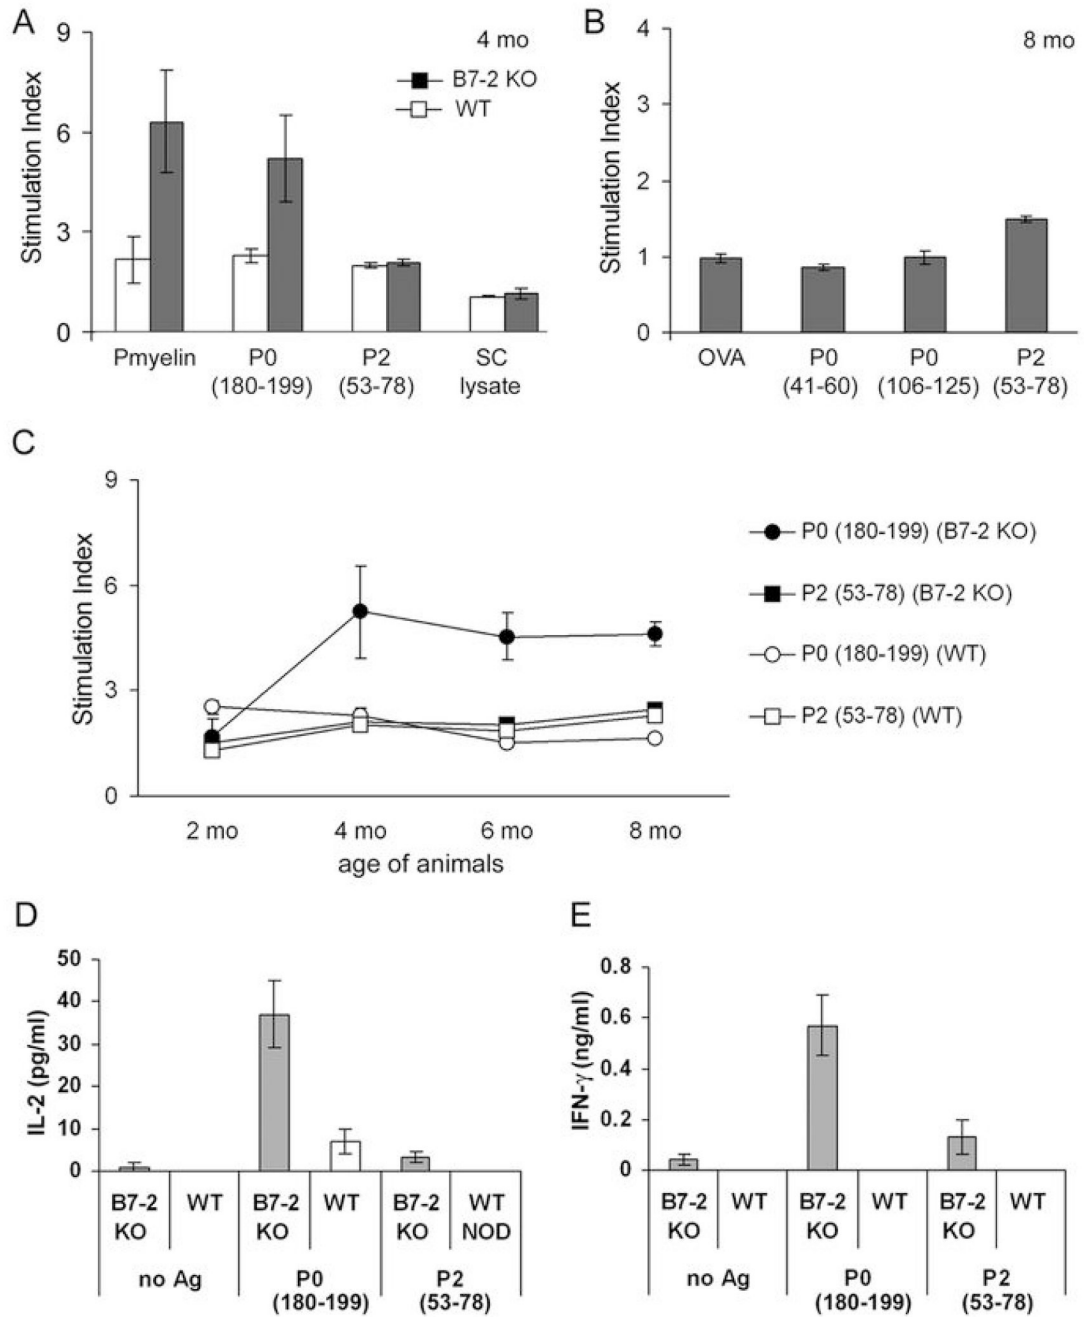 A
9
6
3
0
Stimulation Index
4 mo
B7-2 KO
WT
Pmyelin
P0
(180-199)
P2
(53-78)
SC
lysate
B
4
3
2
1
0
Stimulation Index
8 mo
OVA
P0
(41-60)
P0
(106-125)
P2
(53-78)
C
9
6
3
0
Stimulation Index
2 mo
4 mo
6 mo
8 mo
age of animals
P0 (180-199) (B7-2 KO)
P2 (53-78) (B7-2 KO)
P0 (180-199) (WT)
P2 (53-78) (WT)
D
50
40
30
20
10
0
IL-2 (pg/ml)
B7-2
KO
WT
B7-2
KO
WT
B7-2
KO
WT
NOD
no Ag
P0
(180-199)
P2
(53-78)
E
0.8
0.6
0.4
0.2
0
IFN-γ (ng/ml)
B7-2
KO
WT
B7-2
KO
WT
B7-2
KO
WT
no Ag
P0
(180-199)
P2
(53-78)